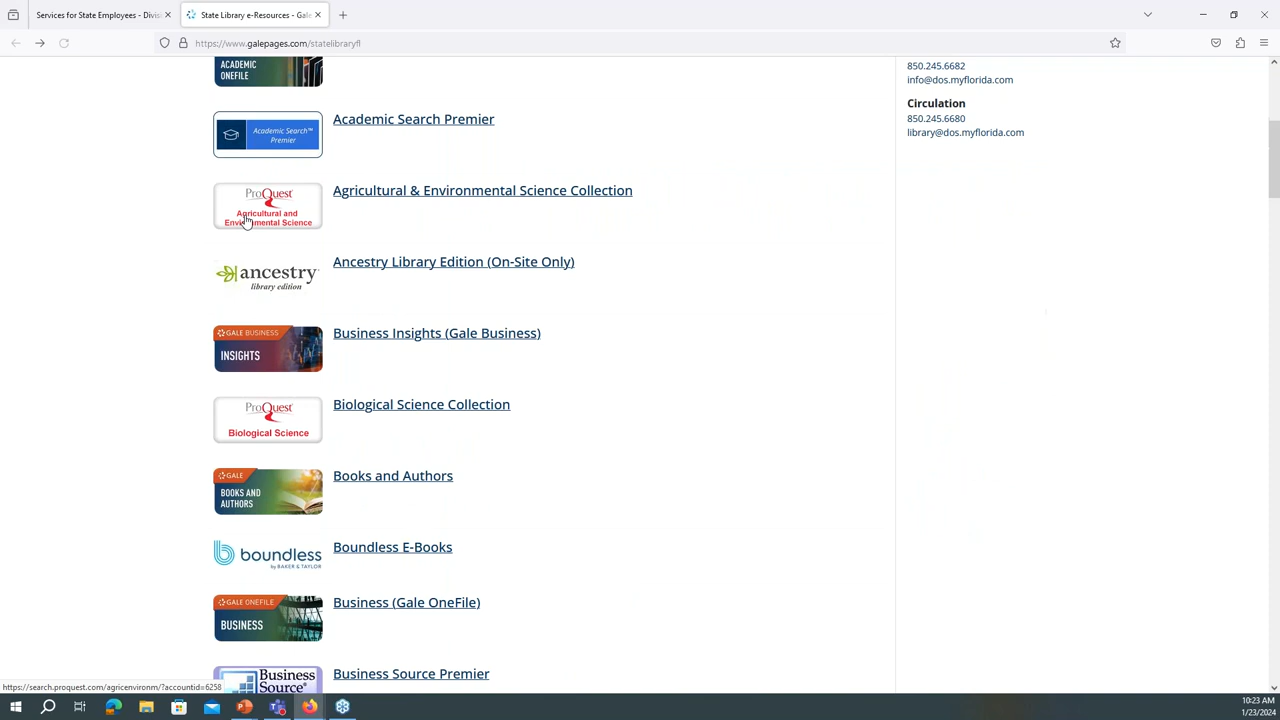 Services for State Employees - Divis
State Library e-Resources - Gale
https://www.galepages.com/statelibraryfl
ACADEMIC
ONEFILE
850.245.6682
info@dos.myflorida.com
Circulation
850.245.6680
library@dos.myflorida.com
Academic Search™
Premier
Academic Search Premier
ProQuest
Agricultural and
Environmental Science
Agricultural & Environmental Science Collection
ancestry
library edition
Ancestry Library Edition (On-Site Only)
GALE BUSINESS
INSIGHTS
Business Insights (Gale Business)
ProQuest
Biological Science
Biological Science Collection
GALE
BOOKS AND
AUTHORS
Books and Authors
boundless
by BAKER & TAYLOR
Boundless E-Books
GALE ONEFILE
BUSINESS
Business (Gale OneFile)
Business
Source
Business Source Premier
https://search.proquest.com/agricenvironm/?accountid=6258
10:23 AM
1/23/2024